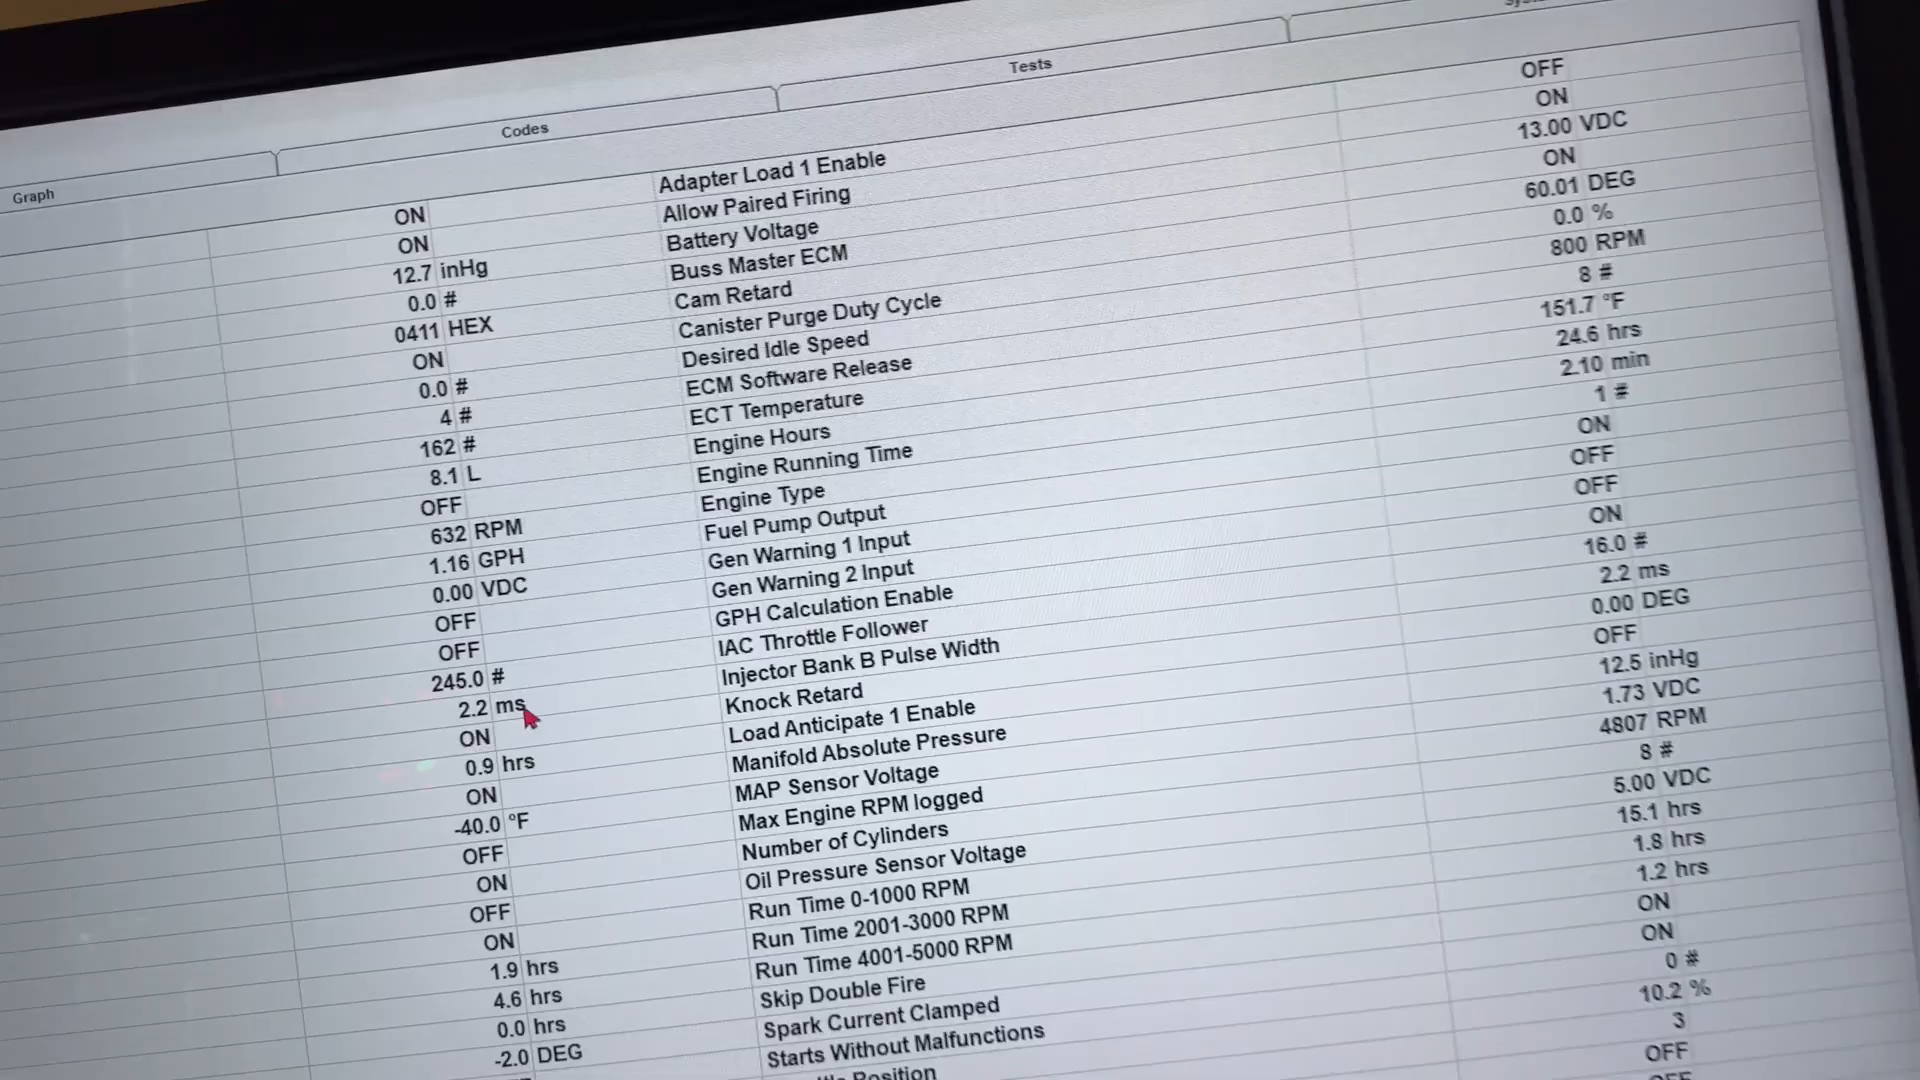 Graph Codes Tests
ON Adapter Load 1 Enable OFF
ON Allow Paired Firing ON
12.7 inHg Battery Voltage 13.00 VDC
0.0 # Buss Master ECM ON
0411 HEX Cam Retard 60.01 DEG
ON Canister Purge Duty Cycle 0.0 %
0.0 # Desired Idle Speed 800 RPM
4 # ECM Software Release 8 #
162 # ECT Temperature 151.7 °F
8.1 L Engine Hours 24.6 hrs
OFF Engine Running Time 2.10 min
632 RPM Engine Type 1 #
1.16 GPH Fuel Pump Output ON
0.00 VDC Gen Warning 1 Input OFF
OFF Gen Warning 2 Input OFF
OFF GPH Calculation Enable ON
245.0 # IAC Throttle Follower 16.0 #
2.2 ms Injector Bank B Pulse Width 2.2 ms
ON Knock Retard 0.00 DEG
0.9 hrs Load Anticipate 1 Enable OFF
ON Manifold Absolute Pressure 12.5 inHg
-40.0 °F MAP Sensor Voltage 1.73 VDC
OFF Max Engine RPM logged 4807 RPM
ON Number of Cylinders 8 #
OFF Oil Pressure Sensor Voltage 5.00 VDC
ON Run Time 0-1000 RPM 15.1 hrs
1.9 hrs Run Time 2001-3000 RPM 1.8 hrs
4.6 hrs Run Time 4001-5000 RPM 1.2 hrs
0.0 hrs Skip Double Fire ON
-2.0 DEG Spark Current Clamped ON
Starts Without Malfunctions 0 #
Position 10.2 %
3
OFF